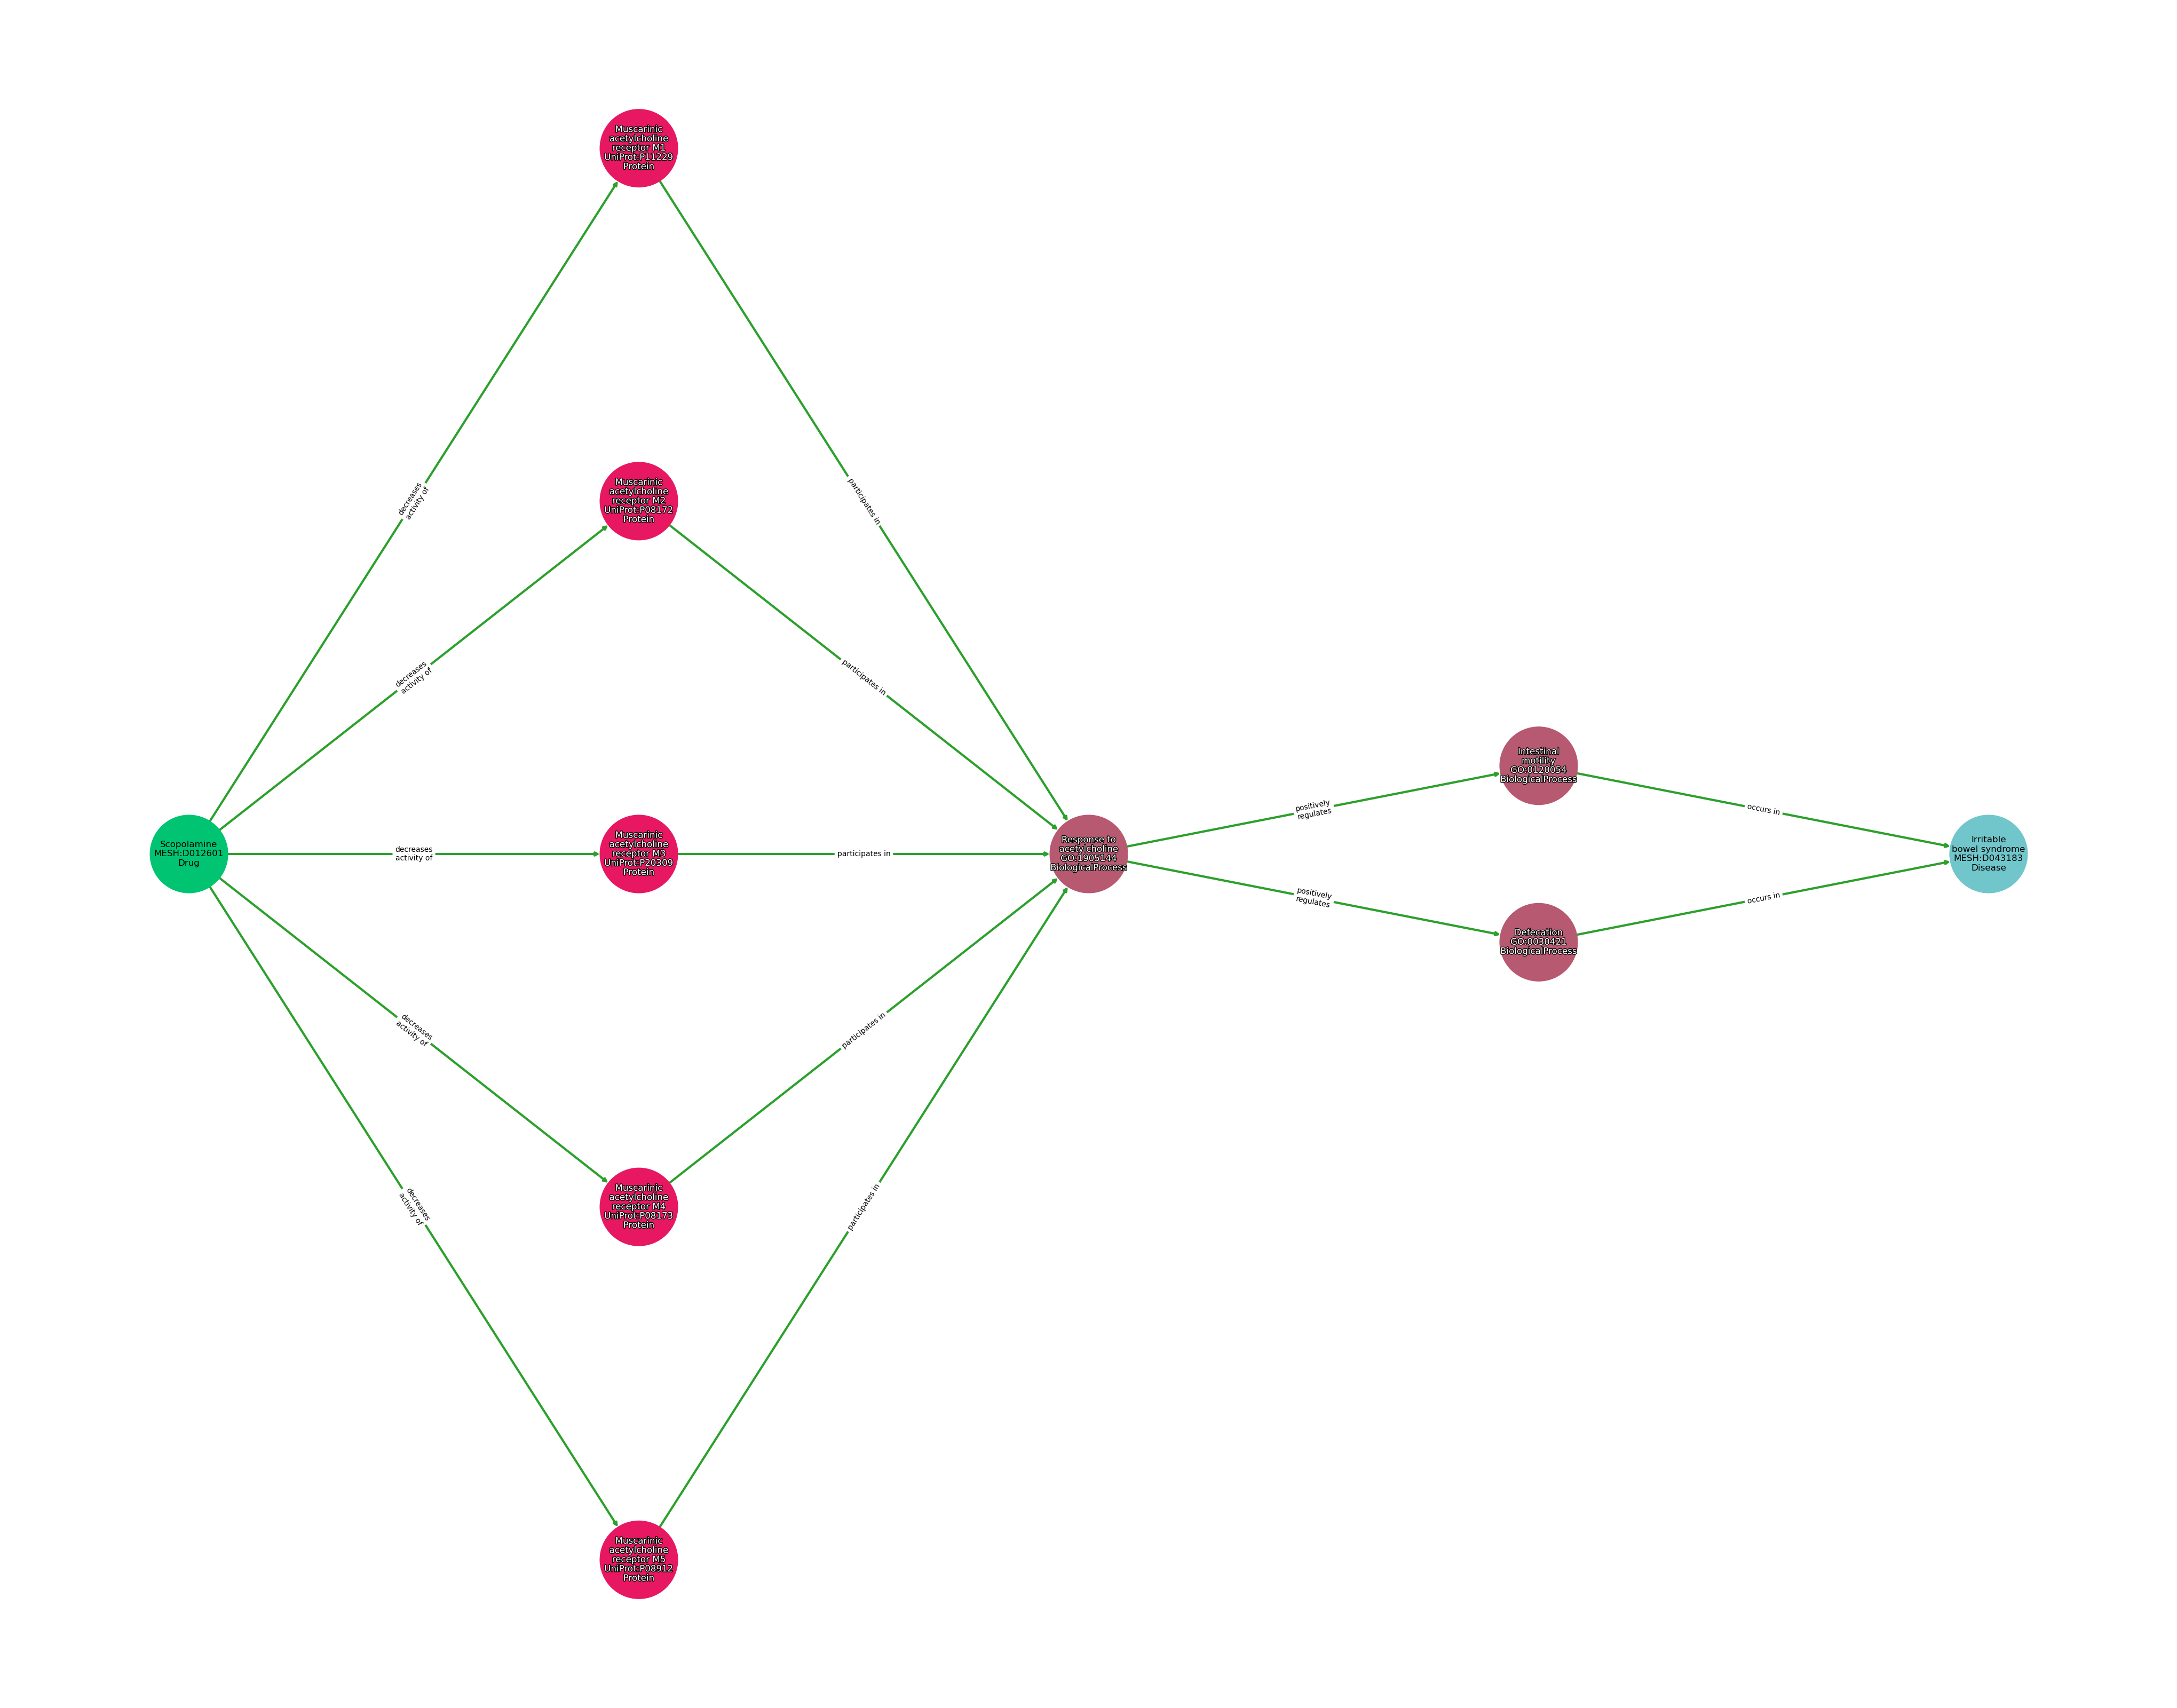 Muscarinic
acetylcholine
receptor M1
UniProt:P11229
Protein
decreases
activity of
participates in
Muscarinic
acetylcholine
receptor M2
UniProt:P08172
Protein
decreases
activity of
participates in
Scopolamine
MESH:D012601
Drug
decreases
activity of
Muscarinic
acetylcholine
receptor M3
UniProt:P20309
Protein
participates in
Response to
acetylcholine
GO:1905144
BiologicalProcess
positively
regulates
Intestinal
motility
GO:0120054
BiologicalProcess
occurs in
positively
regulates
Defecation
GO:0030421
BiologicalProcess
occurs in
Irritable
bowel syndrome
MESH:D043183
Disease
decreases
activity of
Muscarinic
acetylcholine
receptor M4
UniProt:P08173
Protein
participates in
decreases
activity of
Muscarinic
acetylcholine
receptor M5
UniProt:P08912
Protein
participates in